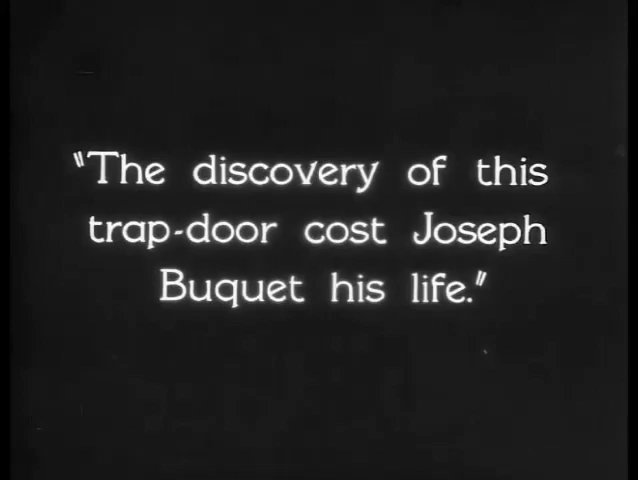 "The discovery of this
trap-door cost Joseph
Buquet his life."